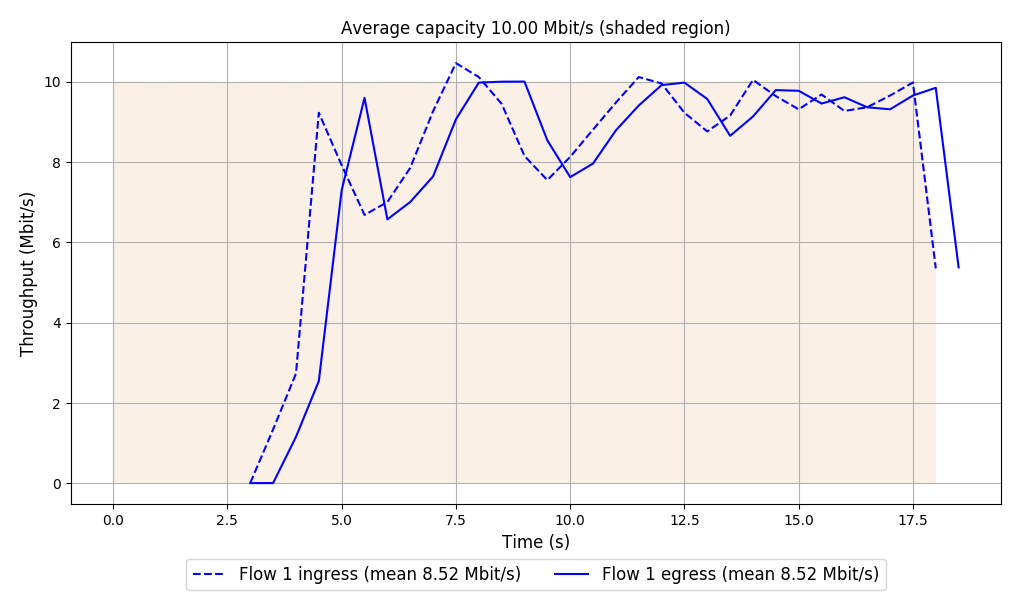 Average capacity 10.00 Mbit/s (shaded region)
Throughput (Mbit/s)
10
8
6
4
2
0
0.0 2.5 5.0 7.5 10.0 12.5 15.0 17.5
Time (s)
Flow 1 ingress (mean 8.52 Mbit/s) Flow 1 egress (mean 8.52 Mbit/s)